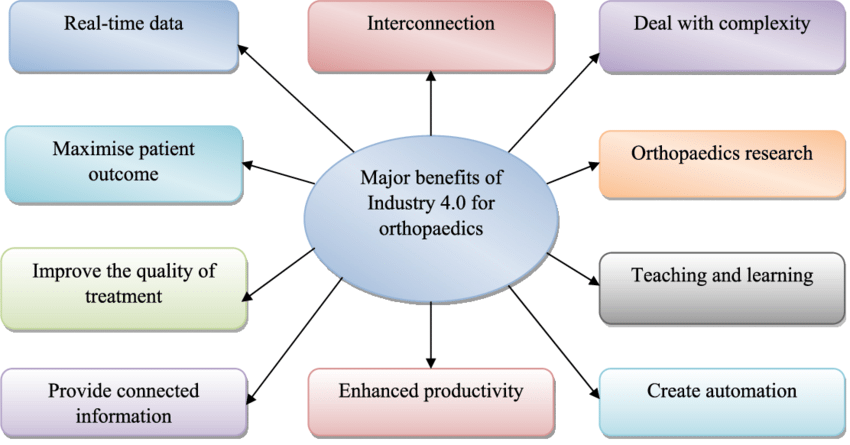 Real-time data
Interconnection
Deal with complexity
Maximise patient
outcome
Major benefits of
Industry 4.0 for
orthopaedics
Orthopaedics research
Improve the quality of
treatment
Teaching and learning
Provide connected
information
Enhanced productivity
Create automation